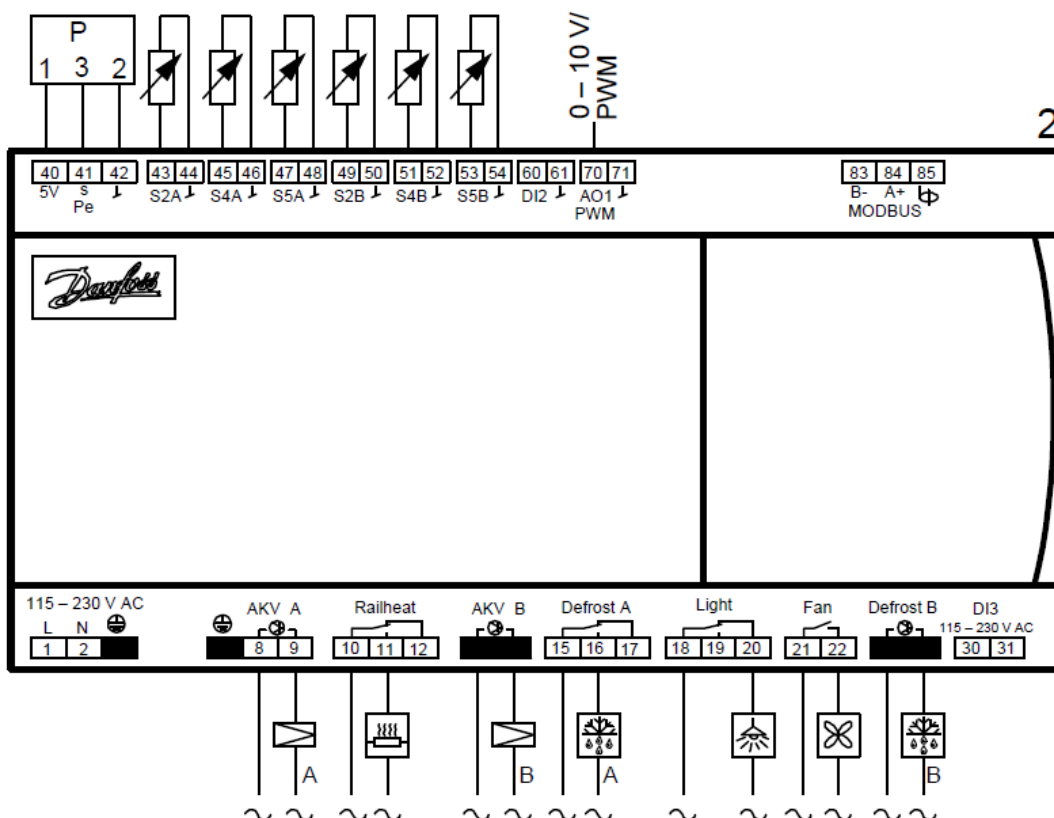 P
1 3 2
0 – 10 V/
PWM
2
40 41 42 43 44 45 46 47 48 49 50 51 52 53 54 60 61 70 71 83 84 85
5V s S2A S4A S5A S2B S4B S5B DI2 AO1 B- A+
Pe PWM MODBUS
Danfoss
115 – 230 V AC AKV A Railheat AKV B Defrost A Light Fan Defrost B DI3
L N 115 – 230 V AC
1 2 8 9 10 11 12 15 16 17 18 19 20 21 22 30 31
A B A B